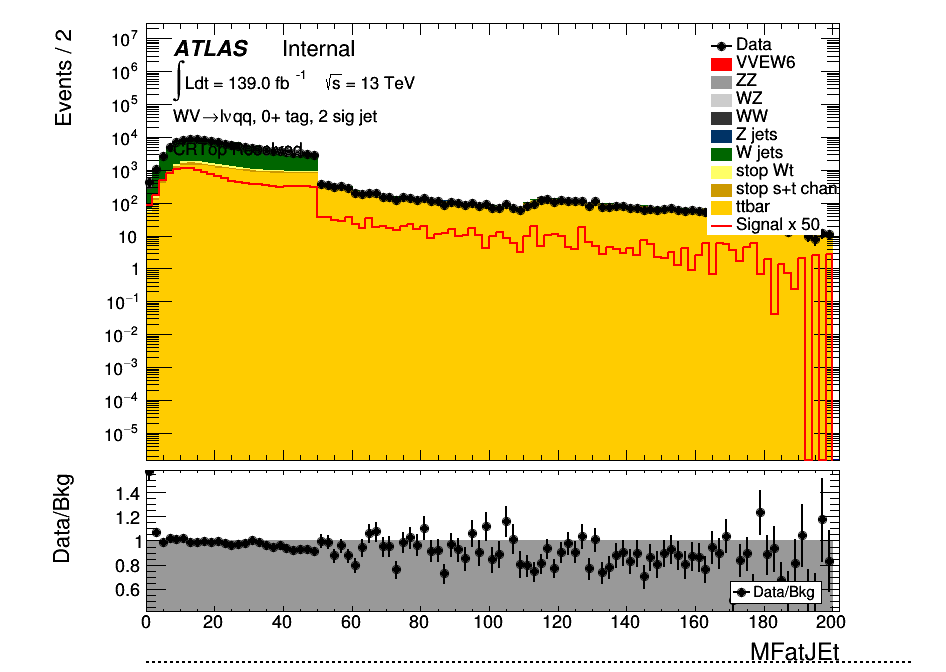 Events / 2
10⁷
10⁶
10⁵
10⁴
10³
10²
10
1
10⁻¹
10⁻²
10⁻³
10⁻⁴
10⁻⁵
ATLAS Internal
∫Ldt = 139.0 fb⁻¹ √s = 13 TeV
WV→lνqq, 0+ tag, 2 sig jet
CRTop Resolved
Data
VVEW6
ZZ
WZ
WW
Z jets
W jets
stop Wt
stop s+t chan
ttbar
Signal x 50
Data/Bkg
1.4
1.2
1
0.8
0.6
Data/Bkg
0 20 40 60 80 100 120 140 160 180 200
MFatJEt